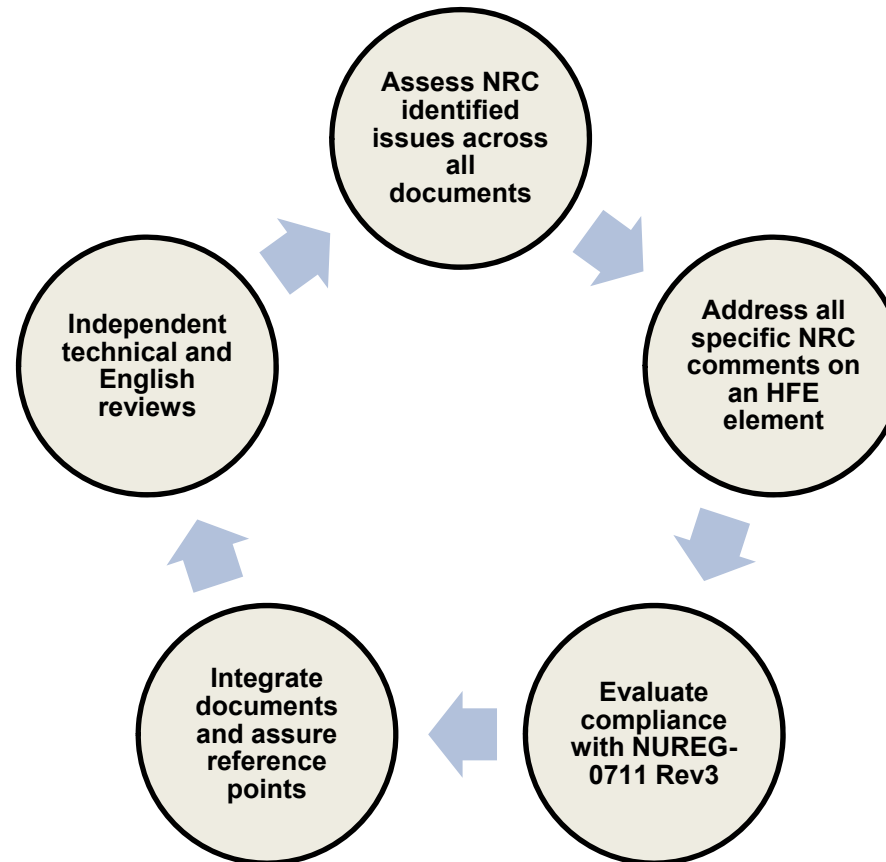 Assess NRC
identified
issues across
all
documents
Address all
specific NRC
comments on
an HFE
element
Evaluate
compliance
with NUREG-
0711 Rev3
Integrate
documents
and assure
reference
points
Independent
technical and
English
reviews